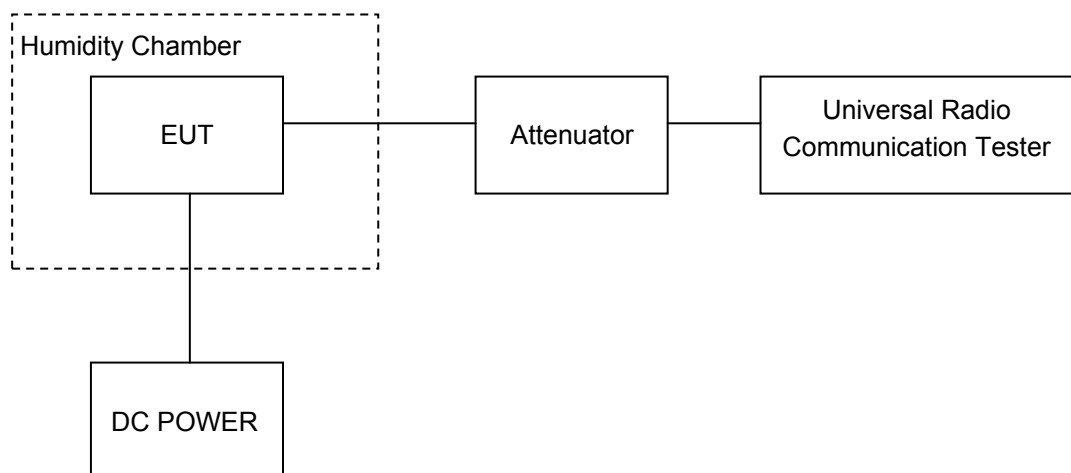 Humidity Chamber
EUT
Attenuator
Universal Radio
Communication Tester
DC POWER